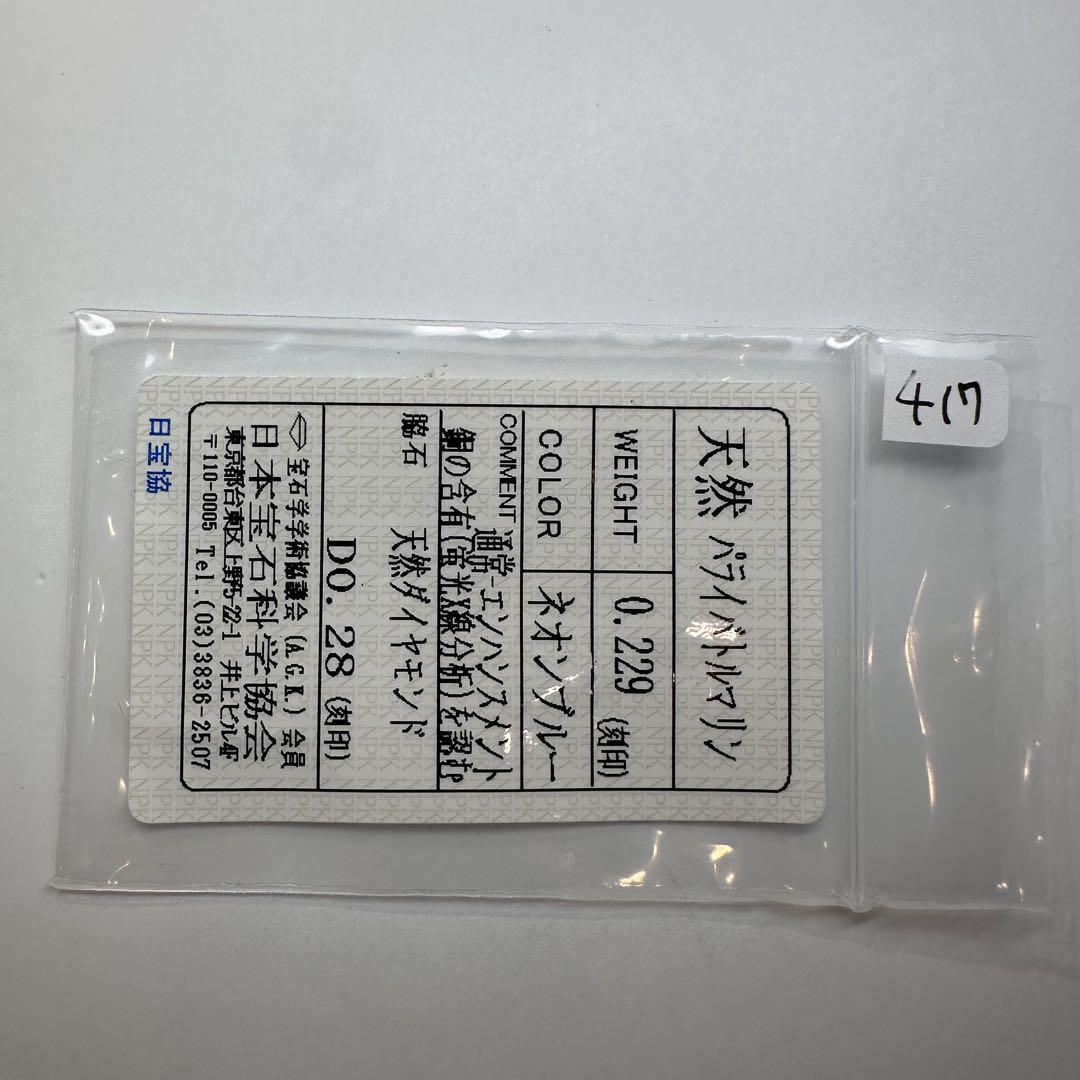 天然 パライバトルマリン
WEIGHT 0.229 (刻印)
COLOR ネオンブルー
COMMENT 通常-エンハンスメント
銅の含有(蛍光X線分析)を認む
脇石 天然ダイヤモンド
D0.28 (刻印)
宝石学学術協議会 (A.G.K.) 会員
日本宝石科学協会
東京都台東区上野5-22-1 井上ビル4F
〒110-0005 Tel.(03)3836-2507
日宝協
417